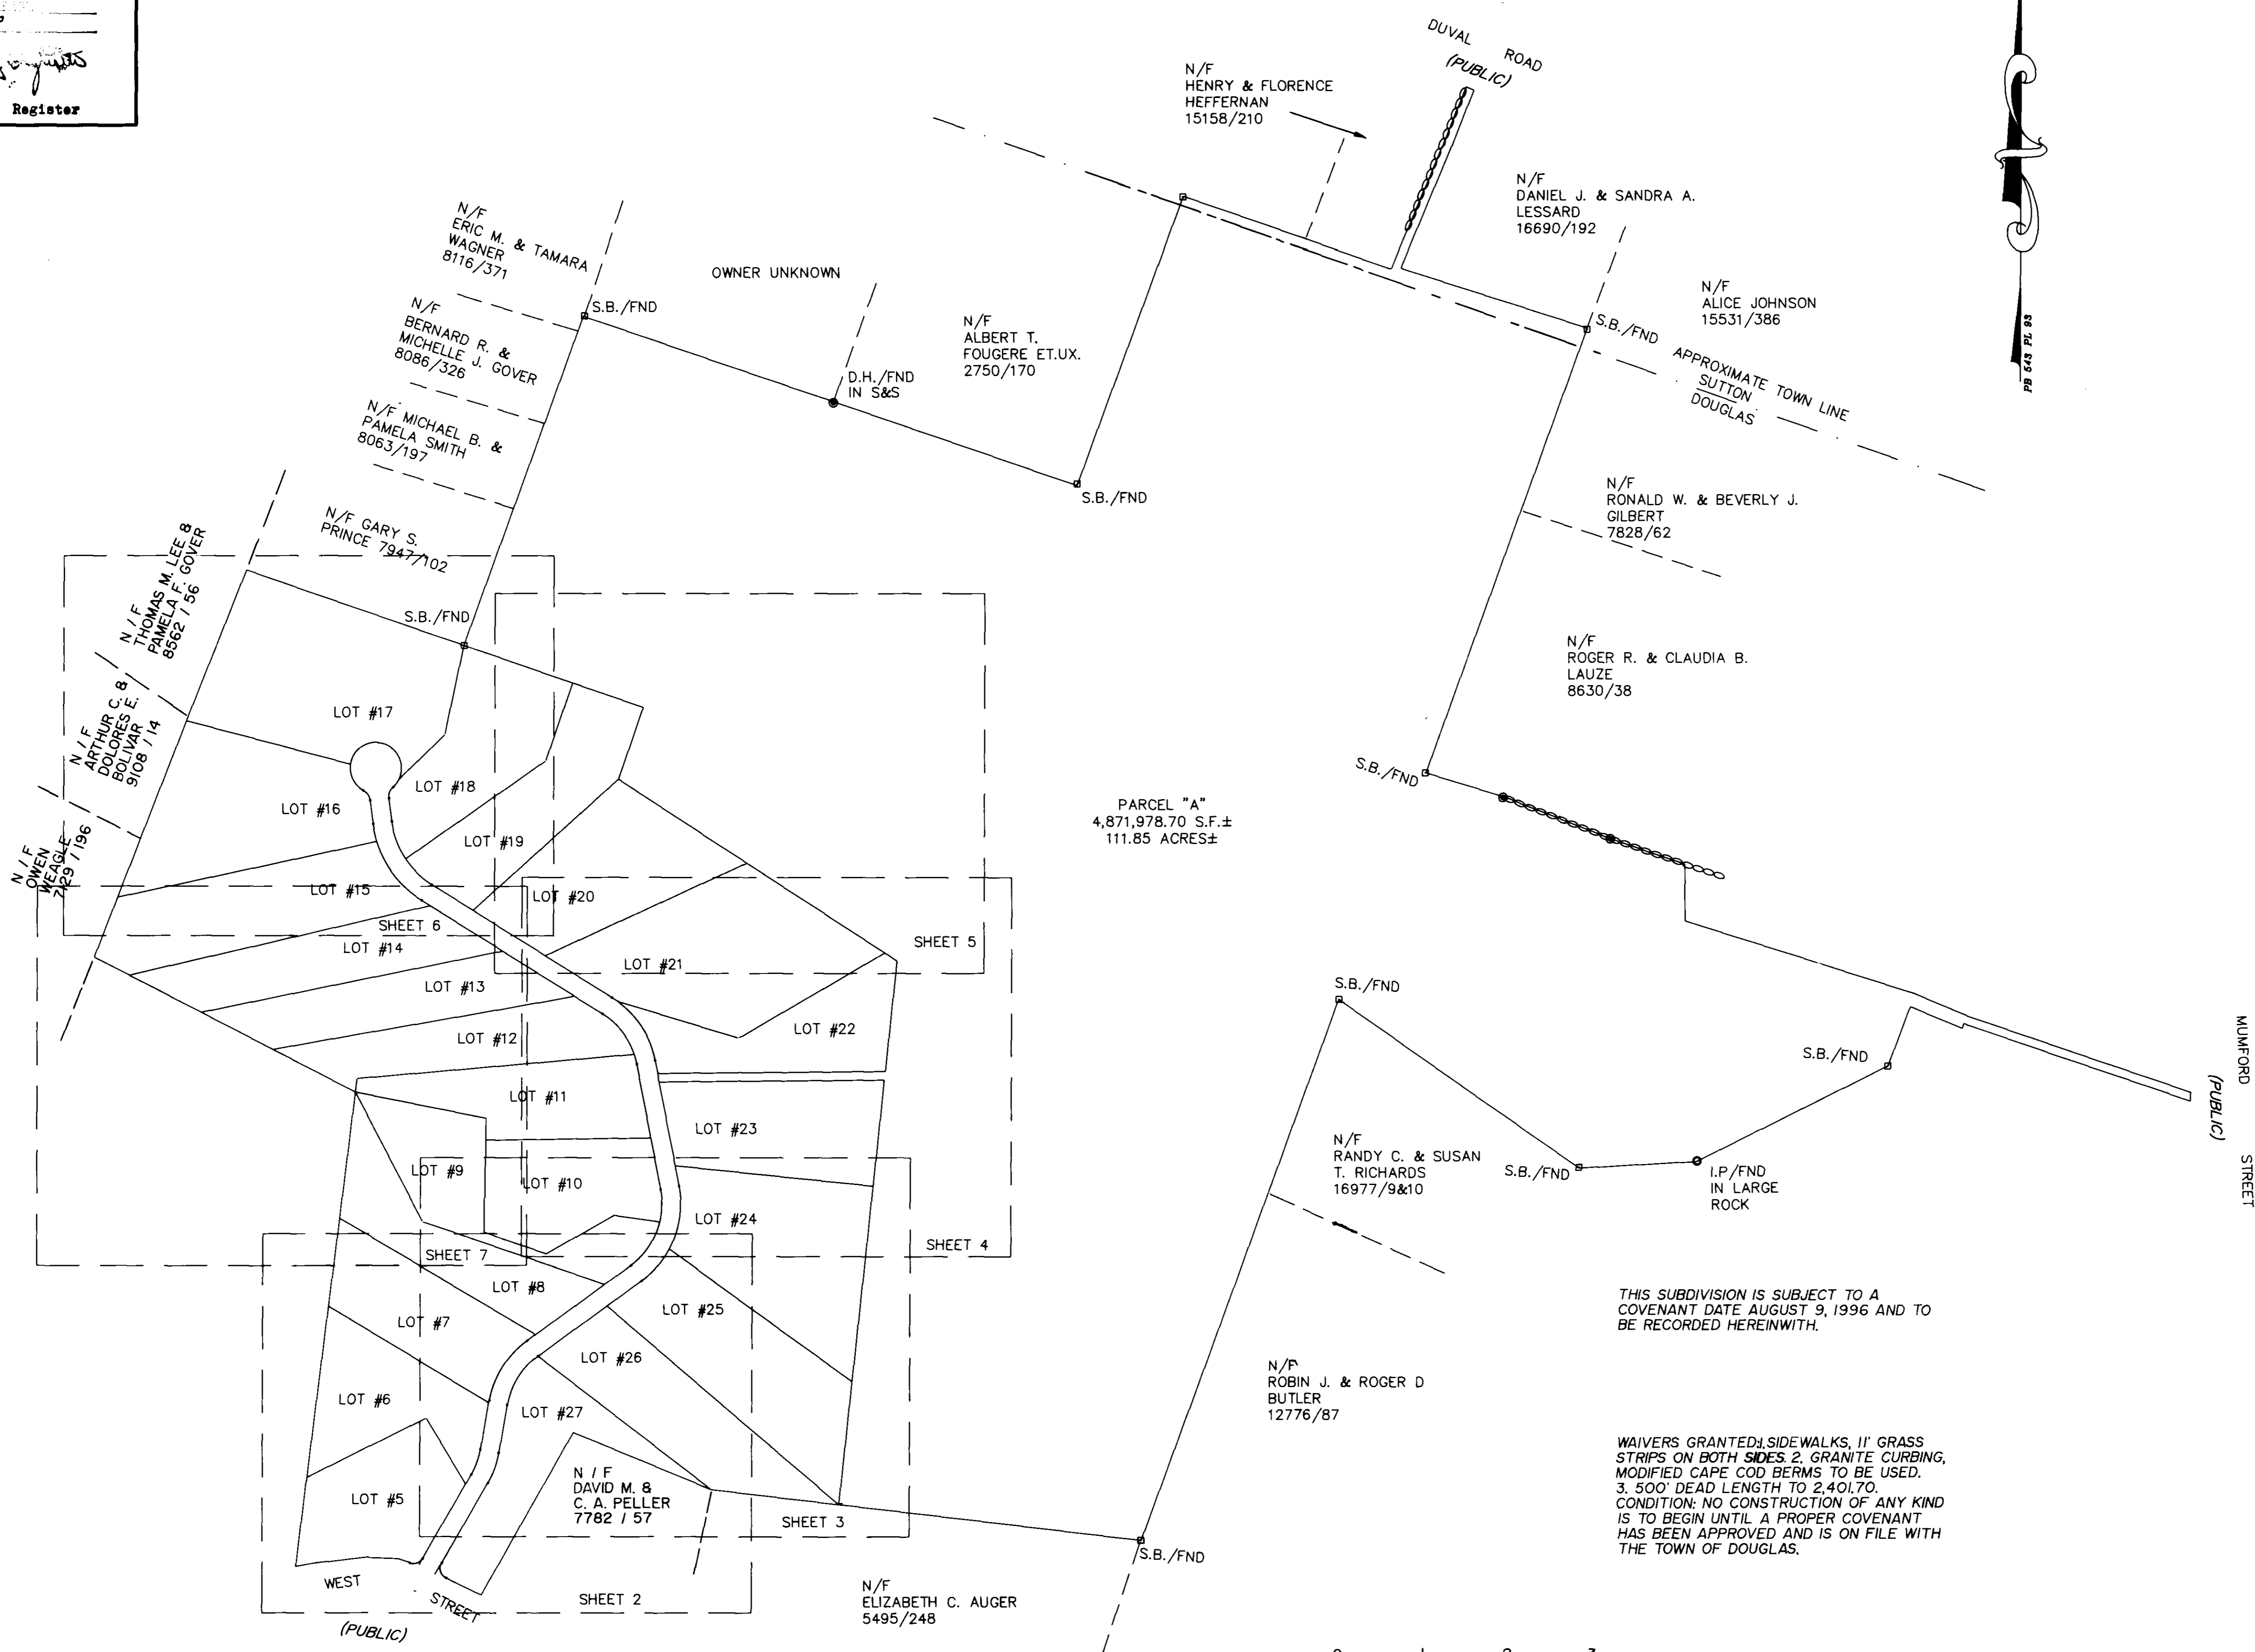 Register
DUVAL ROAD
(PUBLIC)
N/F
HENRY & FLORENCE
HEFFERNAN
15158/210
N/F
DANIEL J. & SANDRA A.
LESSARD
16690/192
N/F
ALICE JOHNSON
15531/386
PB 543 PL 93
N/F
ERIC M. & TAMARA
WAGNER
8116/371
OWNER UNKNOWN
S.B./FND
N/F
BERNARD R. &
MICHELLE J. GOVER
8086/326
N/F
ALBERT T.
FOUGERE ET.UX.
2750/170
D.H./FND
IN S&S
S.B./FND
APPROXIMATE TOWN LINE
SUTTON
DOUGLAS
N/F MICHAEL B. &
PAMELA SMITH
8063/197
S.B./FND
N/F
RONALD W. & BEVERLY J.
GILBERT
7828/62
N/F GARY S.
PRINCE 7947/102
N / F
THOMAS M. LEE &
PAMELA F. GOVER
8562 / 56
S.B./FND
N/F
ROGER R. & CLAUDIA B.
LAUZE
8630/38
N / F
ARTHUR C. &
DOLORES E.
BOLIVAR
9108 / 14
LOT #17
LOT #18
S.B./FND
N / F
OWEN
WEAGLE
7129 / 196
LOT #16
LOT #19
PARCEL "A"
4,871,978.70 S.F.±
111.85 ACRES±
LOT #15
LOT #20
SHEET 6
LOT #14
SHEET 5
LOT #21
LOT #13
S.B./FND
LOT #12
LOT #22
S.B./FND
MUMFORD STREET
(PUBLIC)
LOT #11
LOT #23
LOT #9
LOT #10
N/F
RANDY C. & SUSAN
T. RICHARDS
16977/9&10
S.B./FND
I.P/FND
IN LARGE
ROCK
LOT #24
SHEET 7
SHEET 4
LOT #8
LOT #25
LOT #7
THIS SUBDIVISION IS SUBJECT TO A
COVENANT DATE AUGUST 9, 1996 AND TO
BE RECORDED HEREINWITH.
LOT #26
LOT #6
LOT #27
N/F
ROBIN J. & ROGER D
BUTLER
12776/87
LOT #5
N / F
DAVID M. &
C. A. PELLER
7782 / 57
SHEET 3
WAIVERS GRANTED:1.SIDEWALKS, 11' GRASS
STRIPS ON BOTH SIDES. 2. GRANITE CURBING,
MODIFIED CAPE COD BERMS TO BE USED.
3. 500' DEAD LENGTH TO 2,401.70.
CONDITION: NO CONSTRUCTION OF ANY KIND
IS TO BEGIN UNTIL A PROPER COVENANT
HAS BEEN APPROVED AND IS ON FILE WITH
THE TOWN OF DOUGLAS.
S.B./FND
WEST STREET
(PUBLIC)
SHEET 2
N/F
ELIZABETH C. AUGER
5495/248